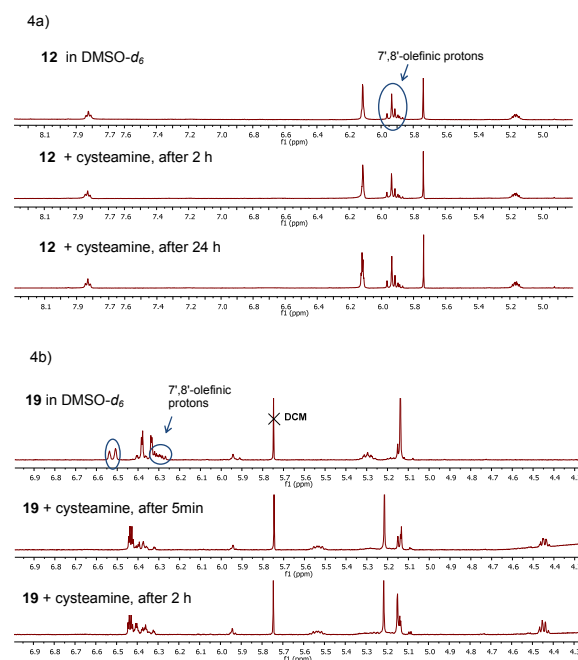 4a)
12 in DMSO-d6
7',8'-olefinic protons
8.1 7.9 7.8 7.6 7.4 7.2 7.0 6.8 6.6 6.4 6.2 6.0 5.8 5.6 5.4 5.2 5.0
f1 (ppm)
12 + cysteamine, after 2 h
8.1 7.9 7.8 7.6 7.4 7.2 7.0 6.8 6.6 6.4 6.2 6.0 5.8 5.6 5.4 5.2 5.0
f1 (ppm)
12 + cysteamine, after 24 h
8.1 7.9 7.8 7.6 7.4 7.2 7.0 6.8 6.6 6.4 6.2 6.0 5.8 5.6 5.4 5.2 5.0
f1 (ppm)
4b)
19 in DMSO-d6
7',8'-olefinic
protons
DCM
6.9 6.8 6.7 6.6 6.5 6.4 6.3 6.2 6.1 6.0 5.9 5.8 5.7 5.6 5.5 5.4 5.3 5.2 5.1 5.0 4.9 4.8 4.7 4.6 4.5 4.4 4.3
f1 (ppm)
19 + cysteamine, after 5min
6.9 6.8 6.7 6.6 6.5 6.4 6.3 6.2 6.1 6.0 5.9 5.8 5.7 5.6 5.5 5.4 5.3 5.2 5.1 5.0 4.9 4.8 4.7 4.6 4.5 4.4
f1 (ppm)
19 + cysteamine, after 2 h
6.9 6.8 6.7 6.6 6.5 6.4 6.3 6.2 6.1 6.0 5.9 5.8 5.7 5.6 5.5 5.4 5.3 5.2 5.1 5.0 4.9 4.8 4.7 4.6 4.5 4.4
f1 (ppm)